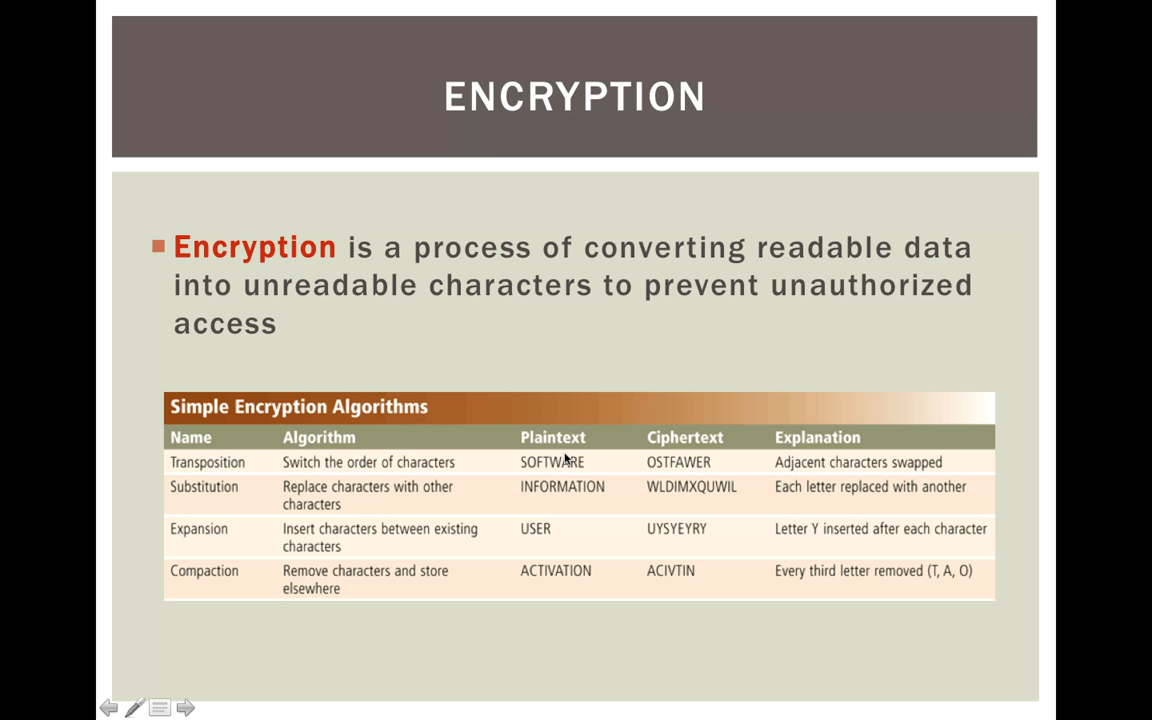 ENCRYPTION
Encryption is a process of converting readable data
into unreadable characters to prevent unauthorized
access
Simple Encryption Algorithms
Name Algorithm Plaintext Ciphertext Explanation
Transposition Switch the order of characters SOFTWARE OSTFAWER Adjacent characters swapped
Substitution Replace characters with other INFORMATION WLDIMXQUWIL Each letter replaced with another
characters
Expansion Insert characters between existing USER UYSYEYRY Letter Y inserted after each character
characters
Compaction Remove characters and store ACTIVATION ACIVTIN Every third letter removed (T, A, O)
elsewhere